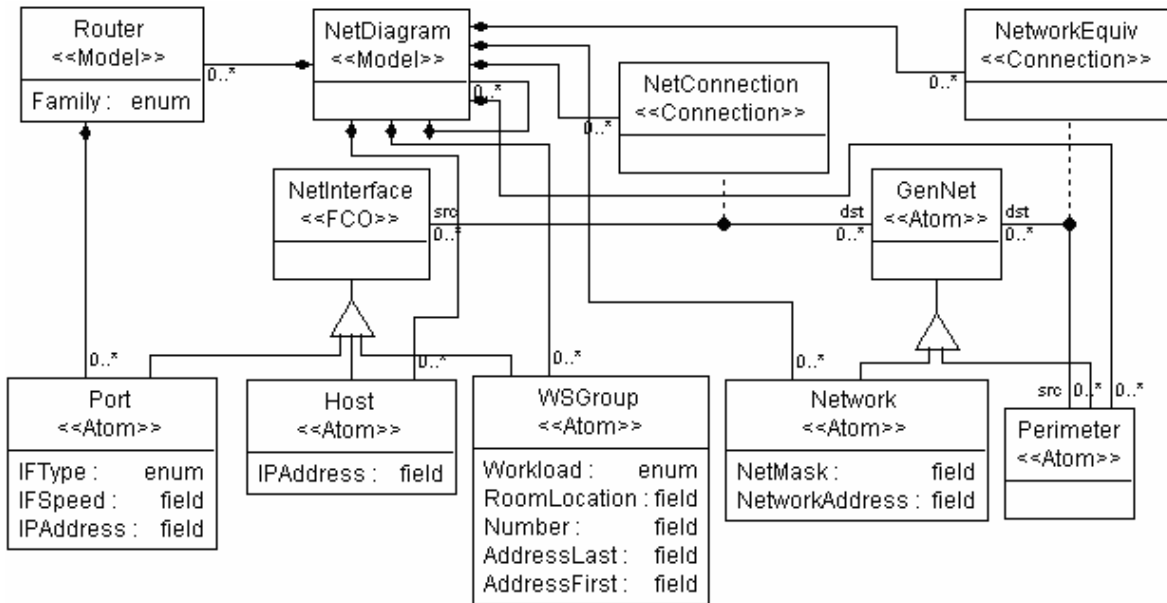 Router
<<Model>>
Family : enum
NetDiagram
<<Model>>
NetworkEquiv
<<Connection>>
NetConnection
<<Connection>>
0..*
0..*
0..*
0..*
NetInterface
<<FCO>>
src
0..*
dst
0..*
GenNet
<<Atom>>
dst
0..*
0..*
0..*
0..*
0..*
src
0..*
0..*
Port
<<Atom>>
IFType : enum
IFSpeed : field
IPAddress : field
Host
<<Atom>>
IPAddress : field
WSGroup
<<Atom>>
Workload : enum
RoomLocation : field
Number : field
AddressLast : field
AddressFirst : field
Network
<<Atom>>
NetMask : field
NetworkAddress : field
Perimeter
<<Atom>>